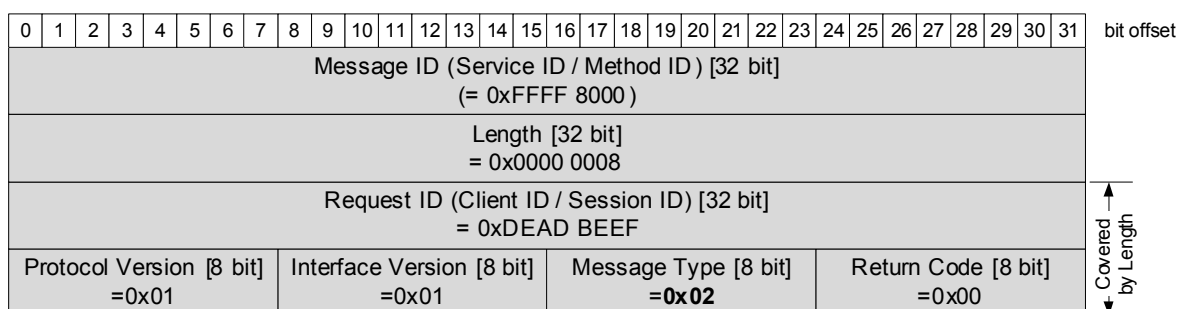 0 1 2 3 4 5 6 7 8 9 10 11 12 13 14 15 16 17 18 19 20 21 22 23 24 25 26 27 28 29 30 31 bit offset
Message ID (Service ID / Method ID) [32 bit]
(= 0xFFFF 8000)
Length [32 bit]
= 0x0000 0008
Request ID (Client ID / Session ID) [32 bit]
= 0xDEAD BEEF
Covered
by Length
Protocol Version [8 bit] Interface Version [8 bit] Message Type [8 bit] Return Code [8 bit]
=0x01 =0x01 =0x02 =0x00